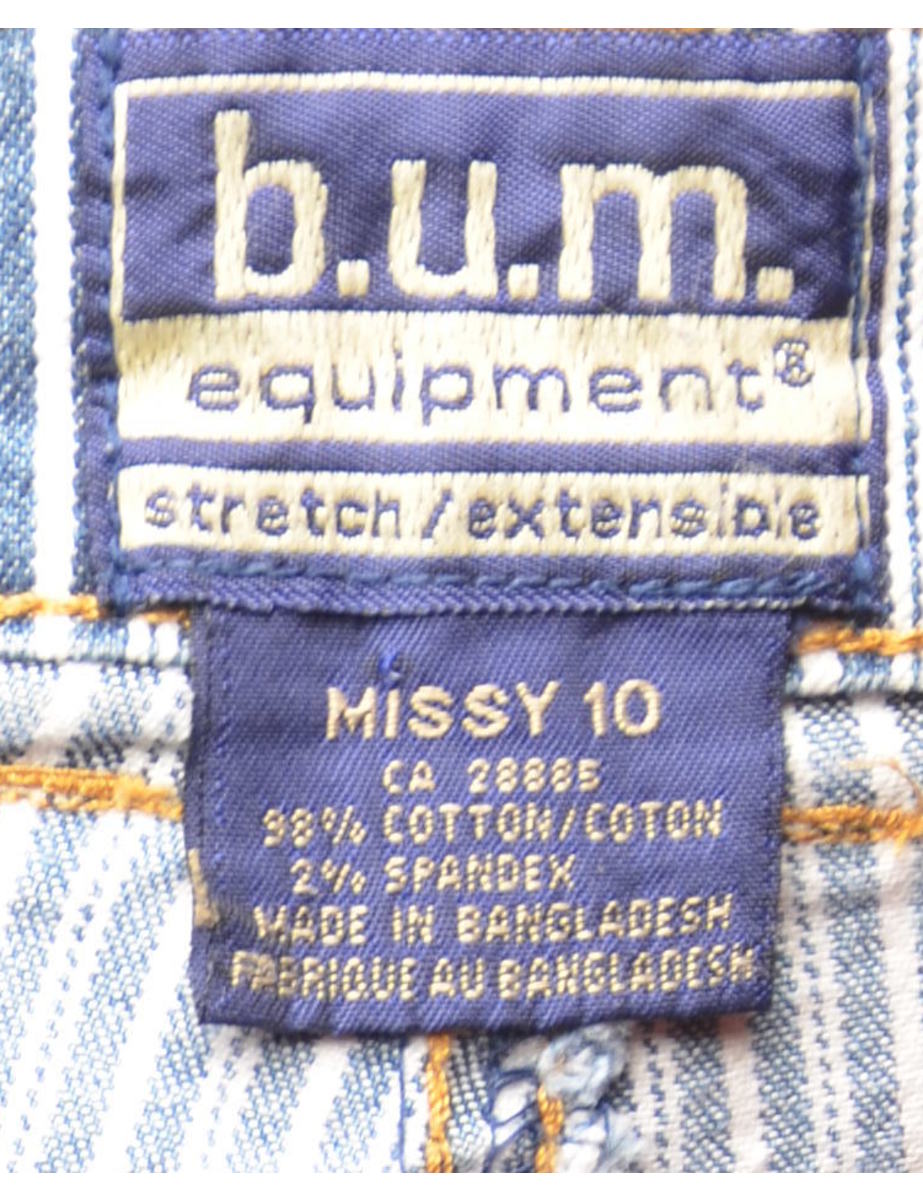 b.u.m.
equipment®
stretch/extensible
MiSSY 10
CA 28885
98% COTTON/COTON
2% SPANDEX
MADE IN BANGLADESH
FABRIQUE AU BANGLADESH